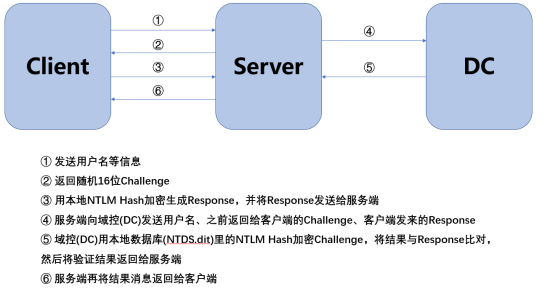 ①
④
②
Client
Server
DC
③
⑤
⑥
① 发送用户名等信息
② 返回随机16位Challenge
③ 用本地NTLM Hash加密生成Response，并将Response发送给服务端
④ 服务端向域控(DC)发送用户名、之前返回给客户端的Challenge、客户端发来的Response
⑤ 域控(DC)用本地数据库(NTDS.dit)里的NTLM Hash加密Challenge，将结果与Response比对，
然后将验证结果返回给服务端
⑥ 服务端再将结果消息返回给客户端